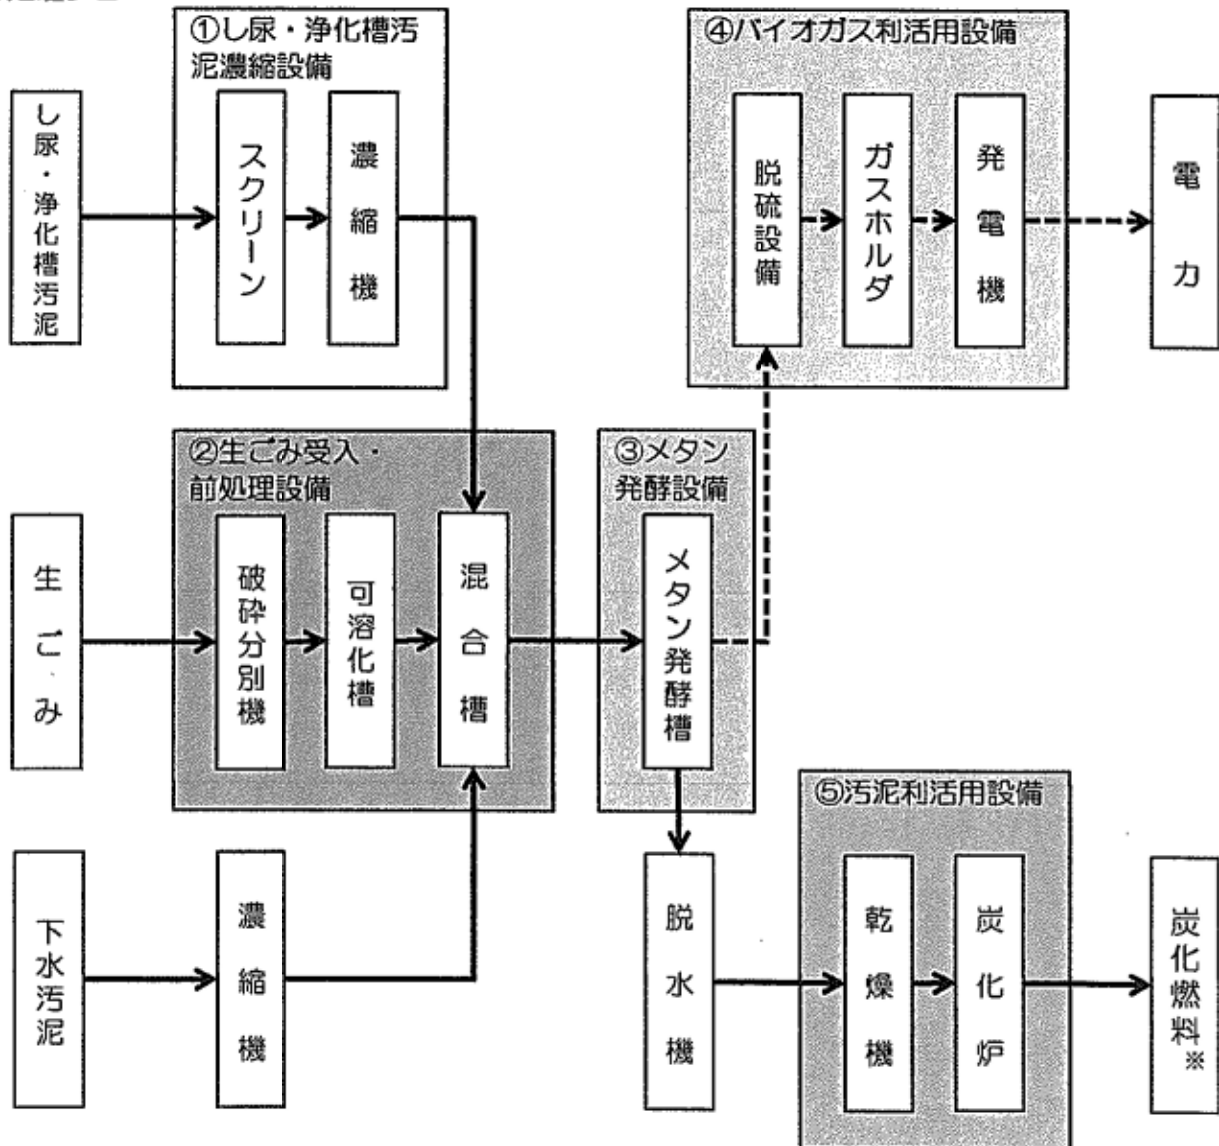 ①し尿・浄化槽汚
泥濃縮設備
し尿・浄化槽汚泥
スクリーン
濃縮機
④バイオガス利活用設備
脱硫設備
ガスホルダ
発電機
電力
②生ごみ受入・
前処理設備
生ごみ
破砕分別機
可溶化槽
混合槽
③メタン
発酵設備
メタン発酵槽
下水汚泥
濃縮機
脱水機
⑤汚泥利活用設備
乾燥機
炭化炉
炭化燃料※